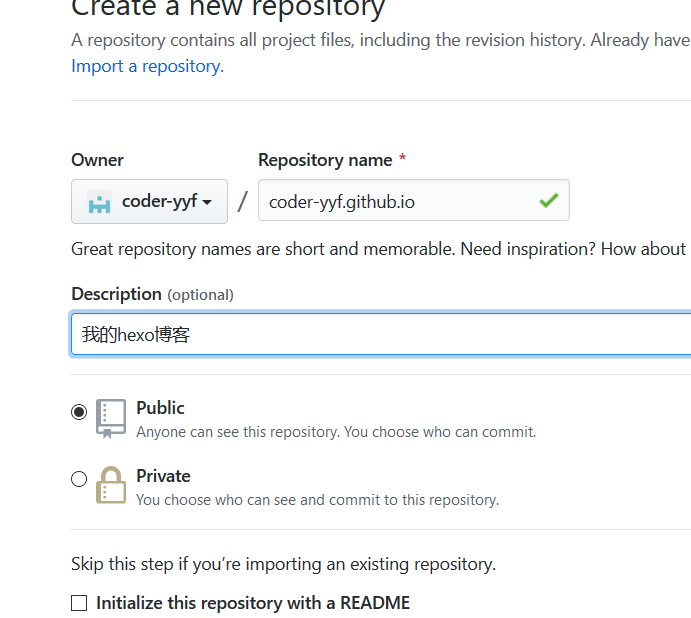 Create a new repository
A repository contains all project files, including the revision history. Already have
Import a repository.
Owner
Repository name *
coder-yyf
/
coder-yyf.github.io
Great repository names are short and memorable. Need inspiration? How about
Description (optional)
我的hexo博客
Public
Anyone can see this repository. You choose who can commit.
Private
You choose who can see and commit to this repository.
Skip this step if you’re importing an existing repository.
Initialize this repository with a README